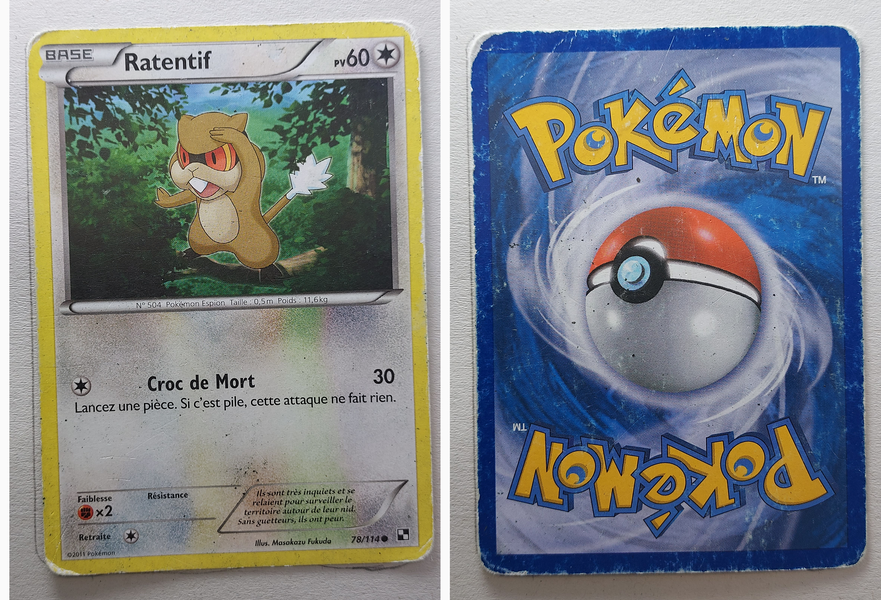 BASE
Ratentif
PV60
N° 504 Pokémon Espion Taille : 0,5m Poids : 11,6kg
Croc de Mort 30
Lancez une pièce. Si c'est pile, cette attaque ne fait rien.
Faiblesse
×2
Résistance
Retraite
Ils sont très inquiets et se
relaient pour surveiller le
territoire autour de leur nid.
Sans guetteurs, ils ont peur.
©2011 Pokémon
Illus. Masakazu Fukuda
78/114
POKéMON
TM
POKéMON
TM